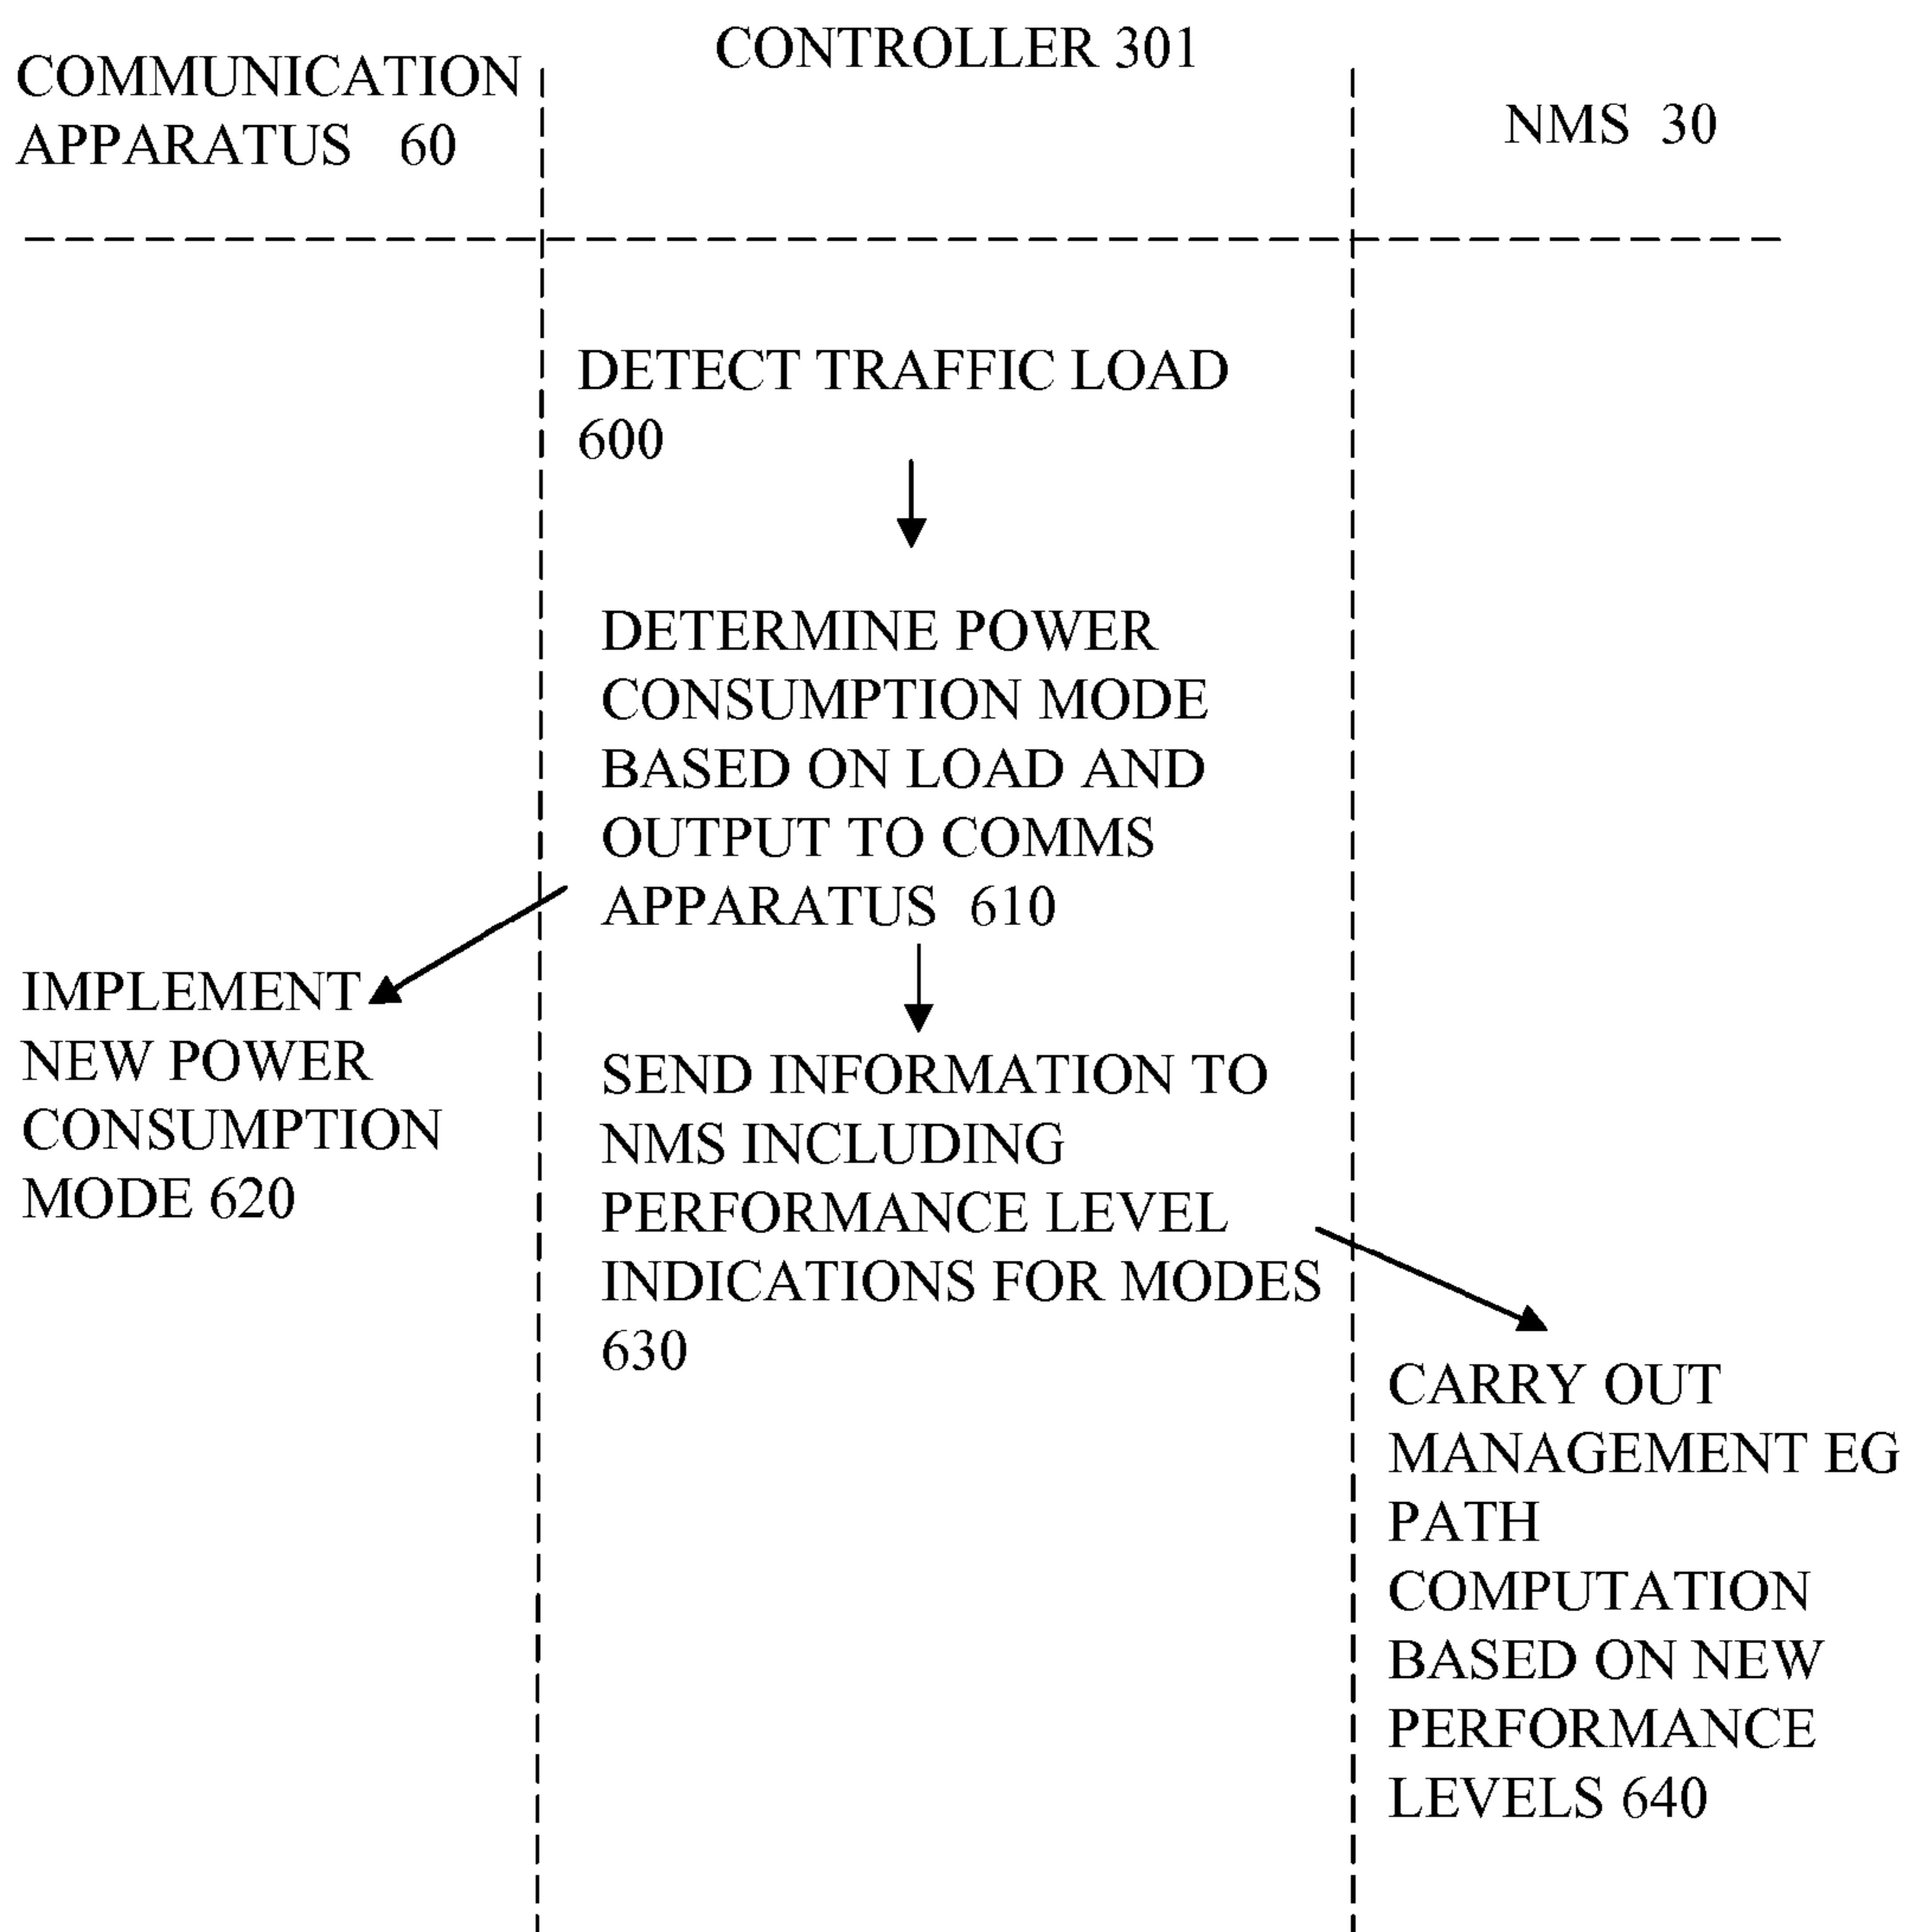 COMMUNICATION
APPARATUS 60
CONTROLLER 301
NMS 30
DETECT TRAFFIC LOAD
600
DETERMINE POWER
CONSUMPTION MODE
BASED ON LOAD AND
OUTPUT TO COMMS
APPARATUS 610
IMPLEMENT
NEW POWER
CONSUMPTION
MODE 620
SEND INFORMATION TO
NMS INCLUDING
PERFORMANCE LEVEL
INDICATIONS FOR MODES
630
CARRY OUT
MANAGEMENT EG
PATH
COMPUTATION
BASED ON NEW
PERFORMANCE
LEVELS 640